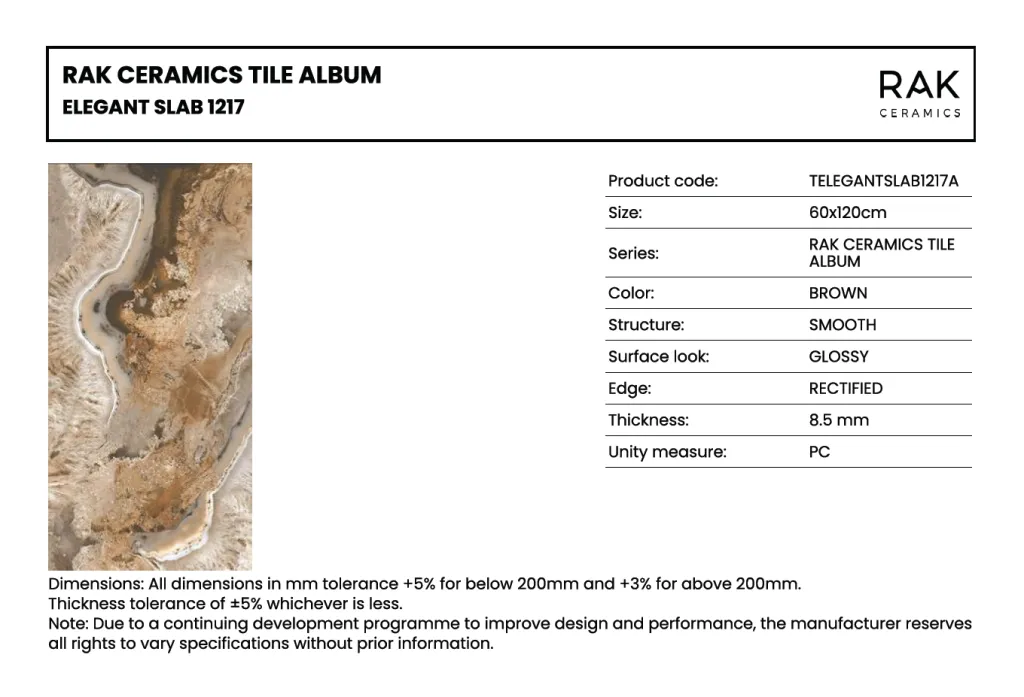 RAK CERAMICS TILE ALBUM
ELEGANT SLAB 1217
RAK
CERAMICS
Product code: TELEGANTSLAB1217A
Size: 60x120cm
Series: RAK CERAMICS TILE
ALBUM
Color: BROWN
Structure: SMOOTH
Surface look: GLOSSY
Edge: RECTIFIED
Thickness: 8.5 mm
Unity measure: PC
Dimensions: All dimensions in mm tolerance +5% for below 200mm and +3% for above 200mm.
Thickness tolerance of ±5% whichever is less.
Note: Due to a continuing development programme to improve design and performance, the manufacturer reserves
all rights to vary specifications without prior information.